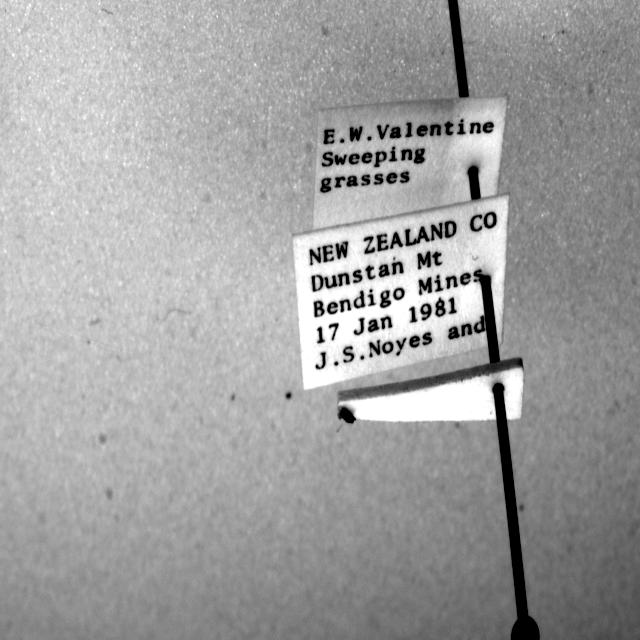 E.W.Valentine
Sweeping
grasses
NEW ZEALAND CO
Dunstan Mt
Bendigo Mines
17 Jan 1981
J.S.Noyes and